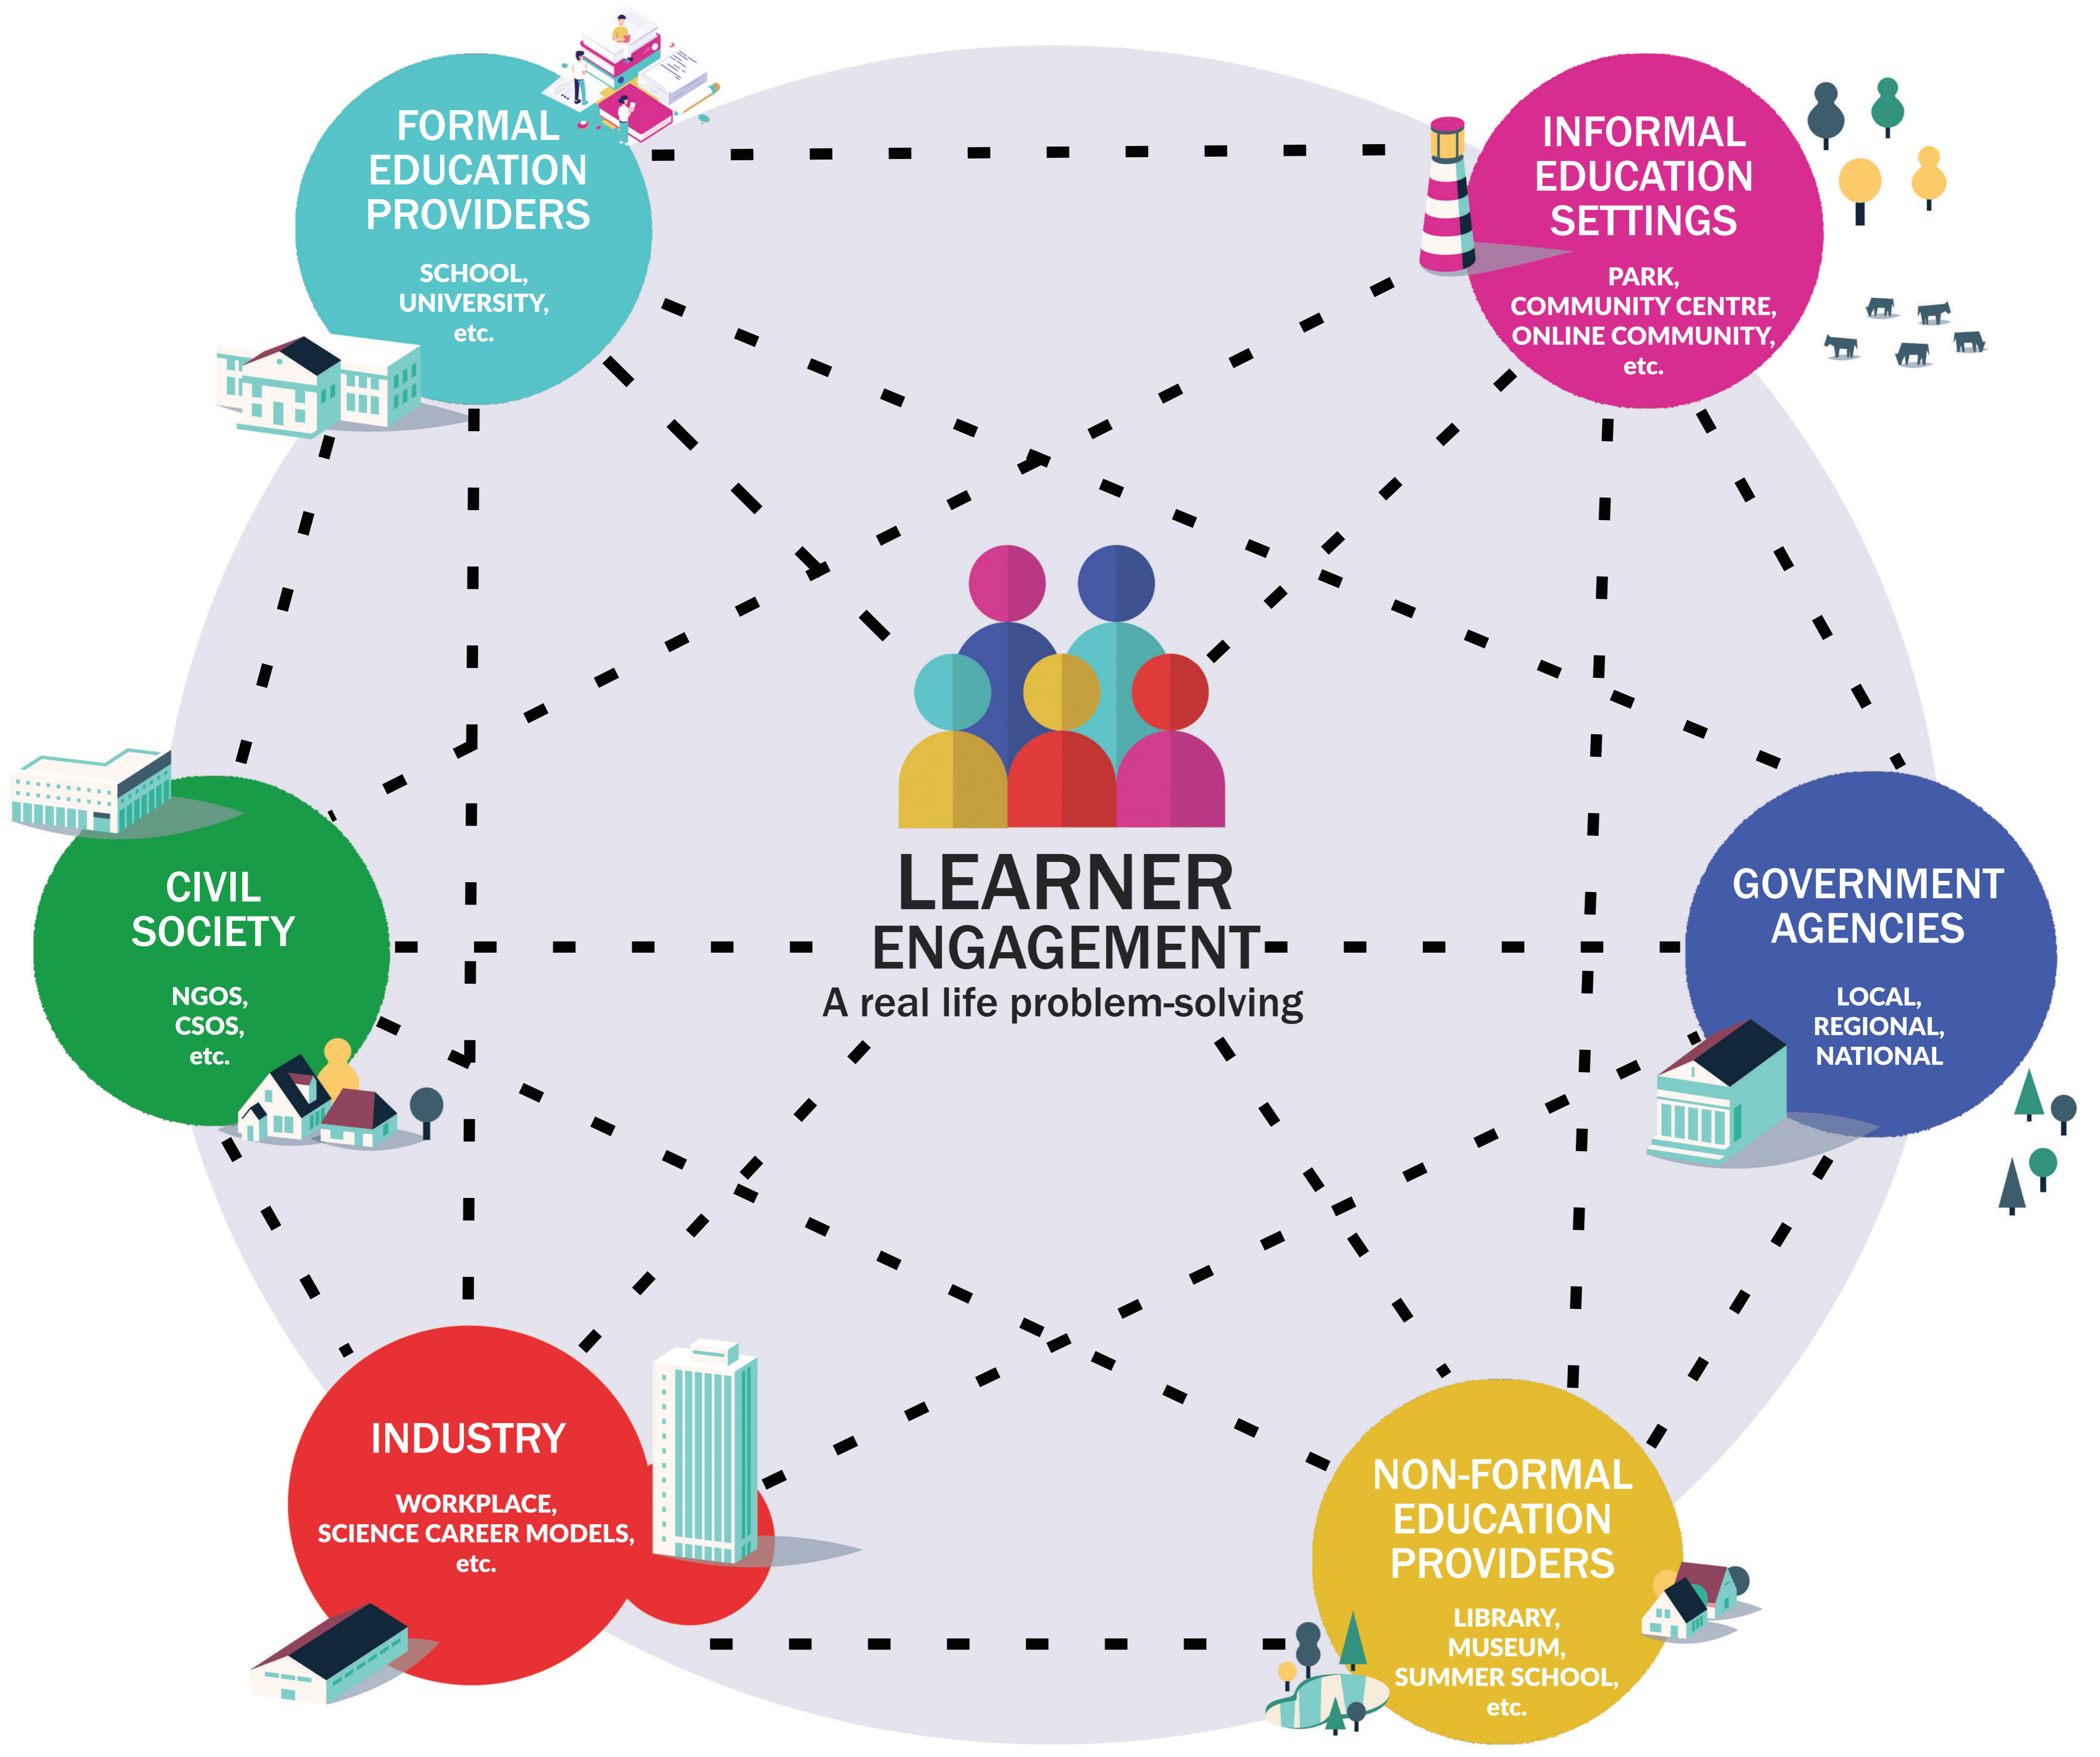 FORMAL
EDUCATION
PROVIDERS
SCHOOL,
UNIVERSITY,
etc.
INFORMAL
EDUCATION
SETTINGS
PARK,
COMMUNITY CENTRE,
ONLINE COMMUNITY,
etc.
CIVIL
SOCIETY
NGOS,
CSOS,
etc.
LEARNER
ENGAGEMENT
A real life problem-solving
GOVERNMENT
AGENCIES
LOCAL,
REGIONAL,
NATIONAL
INDUSTRY
WORKPLACE,
SCIENCE CAREER MODELS,
etc.
NON-FORMAL
EDUCATION
PROVIDERS
LIBRARY,
MUSEUM,
SUMMER SCHOOL,
etc.